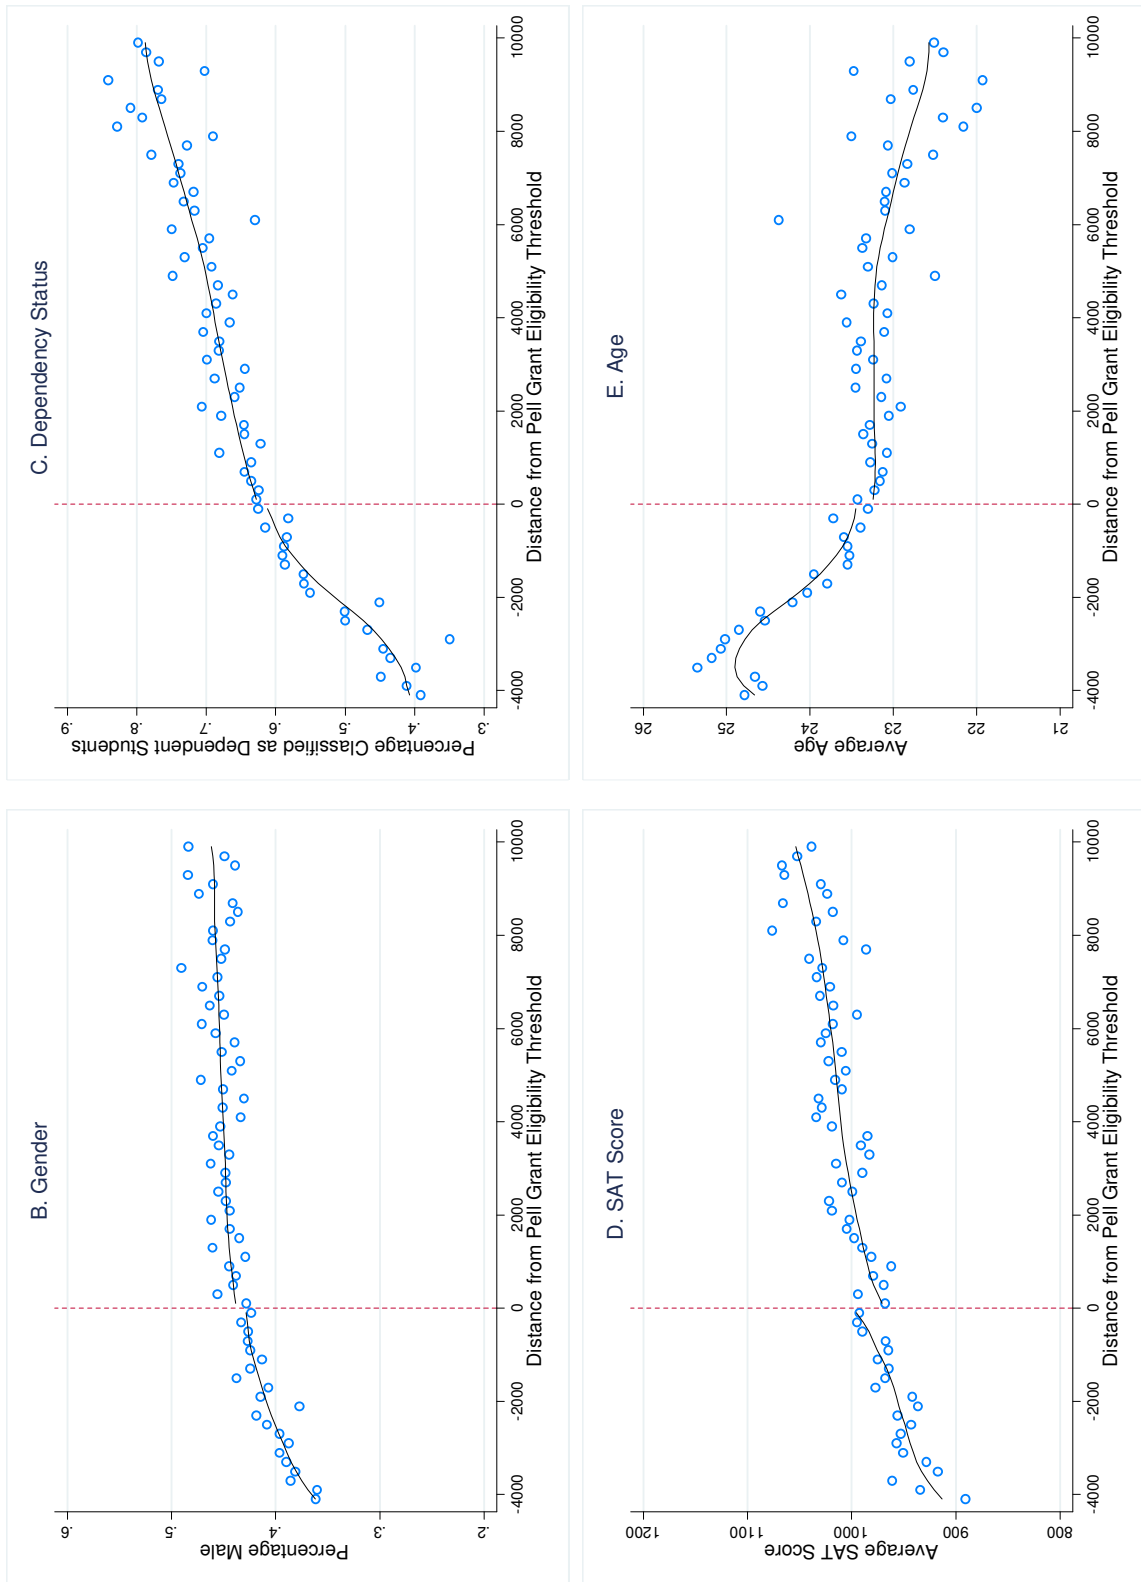 B. Gender
Percentage Male
.6
.5
.4
.3
.2
-4000 -2000 0 2000 4000 6000 8000 10000
Distance from Pell Grant Eligibility Threshold
C. Dependency Status
Percentage Classified as Dependent Students
.9
.8
.7
.6
.5
.4
.3
-4000 -2000 0 2000 4000 6000 8000 10000
Distance from Pell Grant Eligibility Threshold
D. SAT Score
Average SAT Score
1200
1100
1000
900
800
-4000 -2000 0 2000 4000 6000 8000 10000
Distance from Pell Grant Eligibility Threshold
E. Age
Average Age
26
25
24
23
22
21
-4000 -2000 0 2000 4000 6000 8000 10000
Distance from Pell Grant Eligibility Threshold